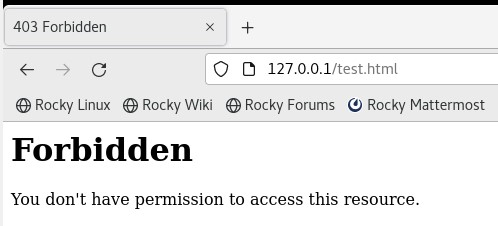 403 Forbidden
127.0.0.1/test.html
Rocky Linux Rocky Wiki Rocky Forums Rocky Mattermost
Forbidden
You don't have permission to access this resource.